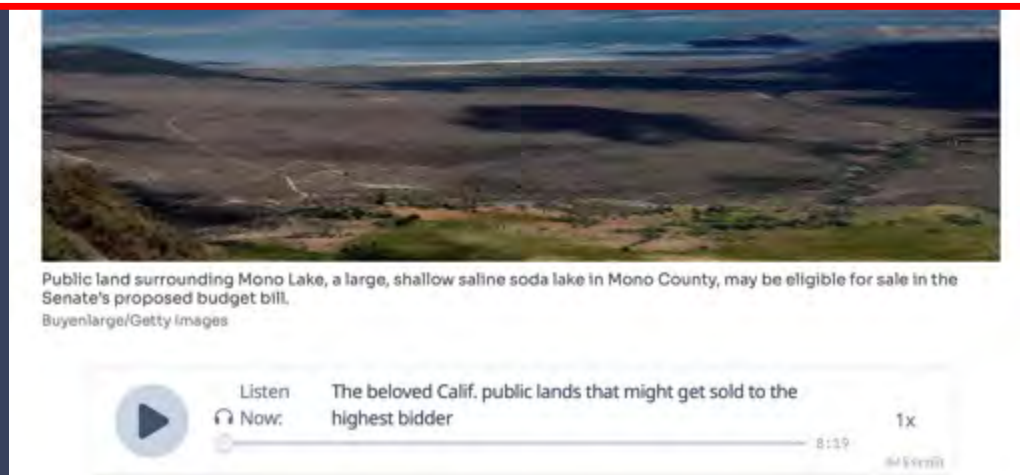 Public land surrounding Mono Lake, a large, shallow saline soda lake in Mono County, may be eligible for sale in the
Senate's proposed budget bill.
Buyenlarge/Getty Images
Listen
Now:
The beloved Calif. public lands that might get sold to the
highest bidder
8:19
1x